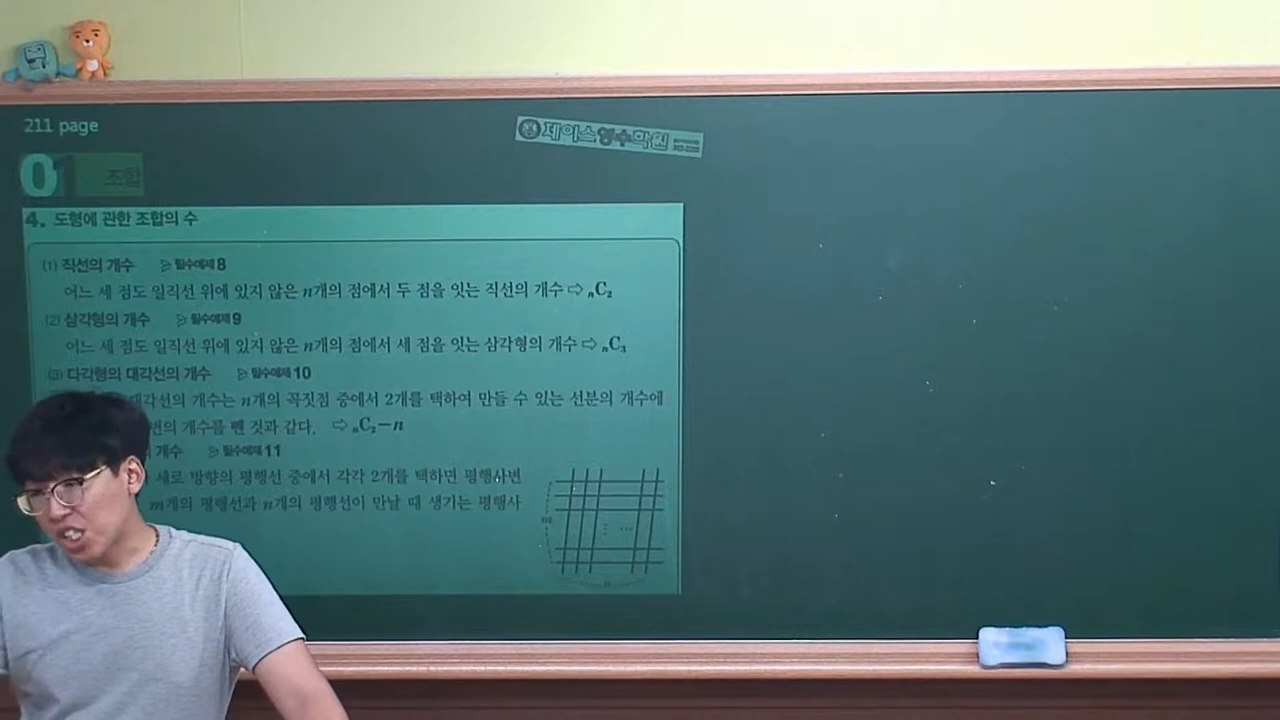 211 page
제이스영수학원
01 조합
4. 도형에 관한 조합의 수
(1) 직선의 개수 ▷ 필수예제 8
어느 세 점도 일직선 위에 있지 않은 n개의 점에서 두 점을 잇는 직선의 개수 ⇨ ₙC₂
(2) 삼각형의 개수 ▷ 필수예제 9
어느 세 점도 일직선 위에 있지 않은 n개의 점에서 세 점을 잇는 삼각형의 개수 ⇨ ₙC₃
(3) 다각형의 대각선의 개수 ▷ 필수예제 10
대각선의 개수는 n개의 꼭짓점 중에서 2개를 택하여 만들 수 있는 선분의 개수에
변의 개수를 뺀 것과 같다. ⇨ ₙC₂-n
개수 ▷ 필수예제 11
세로 방향의 평행선 중에서 각각 2개를 택하면 평행사변
m개의 평행선과 n개의 평행선이 만날 때 생기는 평행사
m
n